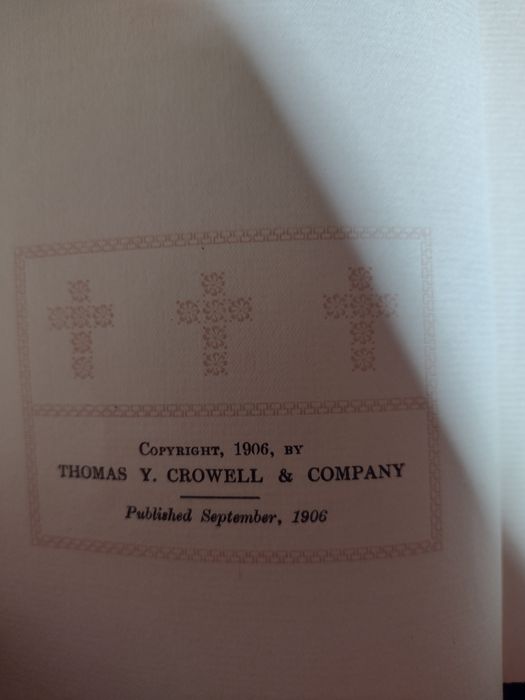 Copyright, 1906, by
THOMAS Y. CROWELL & COMPANY
Published September, 1906